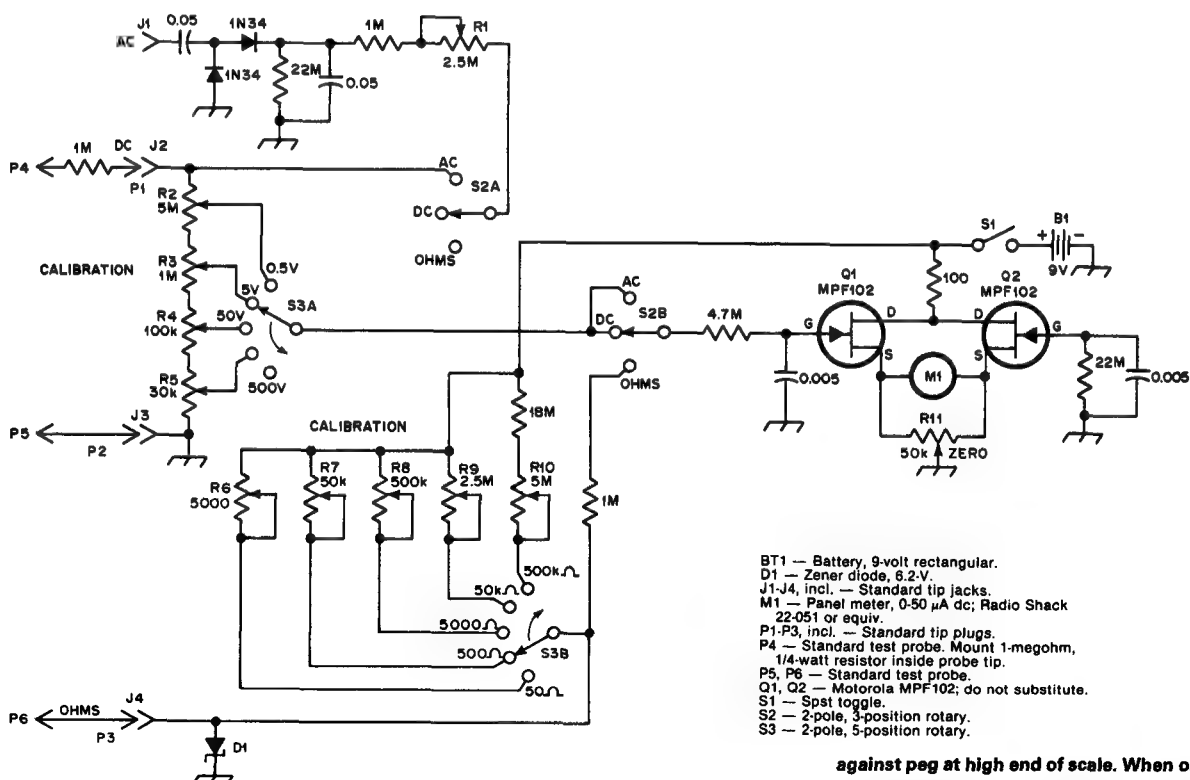 J1
AC
0.05
1N34
1N34
22M
0.05
1M
R1
2.5M
P4
1M
DC
J2
P1
R2
5M
CALIBRATION
R3
1M
R4
100k
R5
30k
0.5V
5V
50V
500V
S3A
AC
S2A
DC
OHMS
P5
P2
J3
AC
DC
S2B
OHMS
4.7M
0.005
Q1
MPF102
G
D
S
100
S1
B1
+
-
9V
Q2
MPF102
D
G
S
M1
R11
50k
ZERO
22M
0.005
CALIBRATION
R6
5000
R7
50k
R8
500k
R9
2.5M
18M
R10
5M
1M
500kΩ
50kΩ
5000Ω
500Ω
50Ω
S3B
P6
OHMS
J4
P3
D1
BT1 — Battery, 9-volt rectangular.
D1 — Zener diode, 6.2-V.
J1-J4, incl. — Standard tip jacks.
M1 — Panel meter, 0-50 µA dc; Radio Shack
22-051 or equiv.
P1-P3, incl. — Standard tip plugs.
P4 — Standard test probe. Mount 1-megohm,
1/4-watt resistor inside probe tip.
P5, P6 — Standard test probe.
Q1, Q2 — Motorola MPF102; do not substitute.
S1 — Spst toggle.
S2 — 2-pole, 3-position rotary.
S3 — 2-pole, 5-position rotary.
against peg at high end of scale. When o